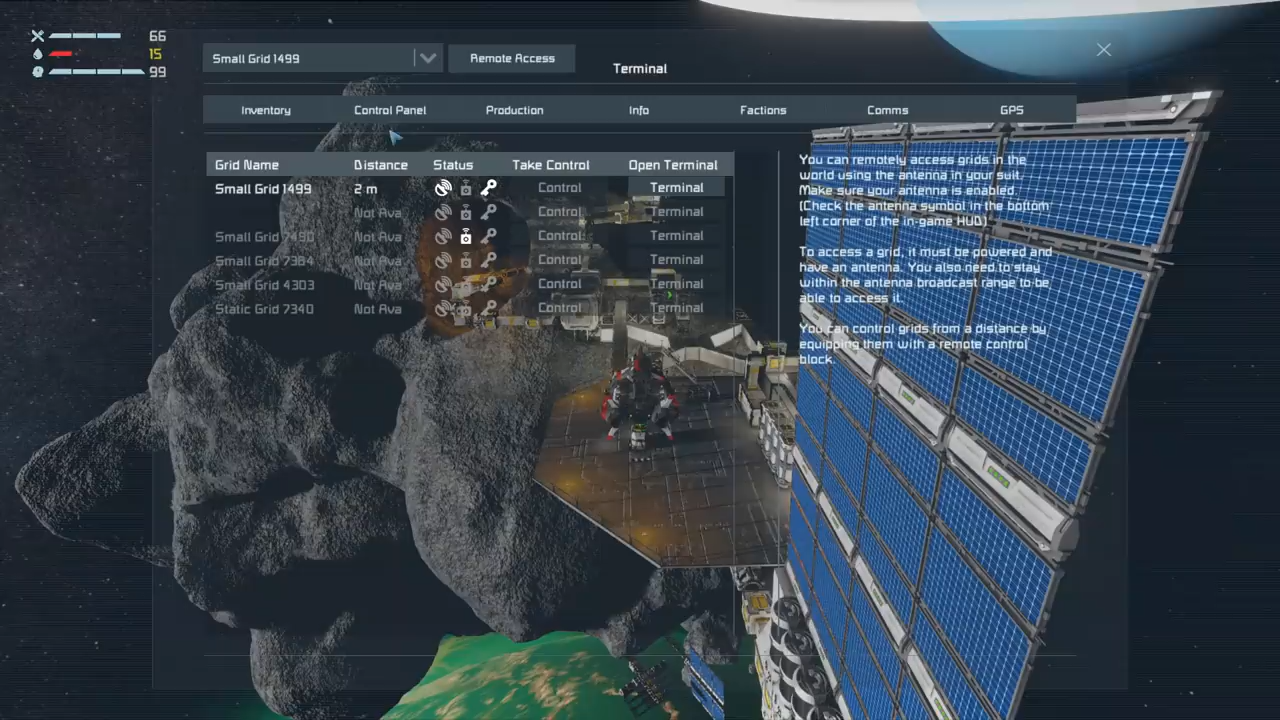 66
15
99
Small Grid 1499
Remote Access
Terminal
Inventory Control Panel Production Info Factions Comms GPS
Grid Name Distance Status Take Control Open Terminal
Small Grid 1499 2 m Control Terminal
Not Ava Control Terminal
Small Grid 7490 Not Ava Control Terminal
Small Grid 7384 Not Ava Control Terminal
Small Grid 4303 Not Ava Control Terminal
Static Grid 7340 Not Ava Control Terminal
You can remotely access grids in the
world using the antenna in your suit.
Make sure your antenna is enabled.
(Check the antenna symbol in the bottom
left corner of the in-game HUD)
To access a grid, it must be powered and
have an antenna. You also need to stay
within the antenna broadcast range to be
able to access it.
You can control grids from a distance by
equipping them with a remote control
block.